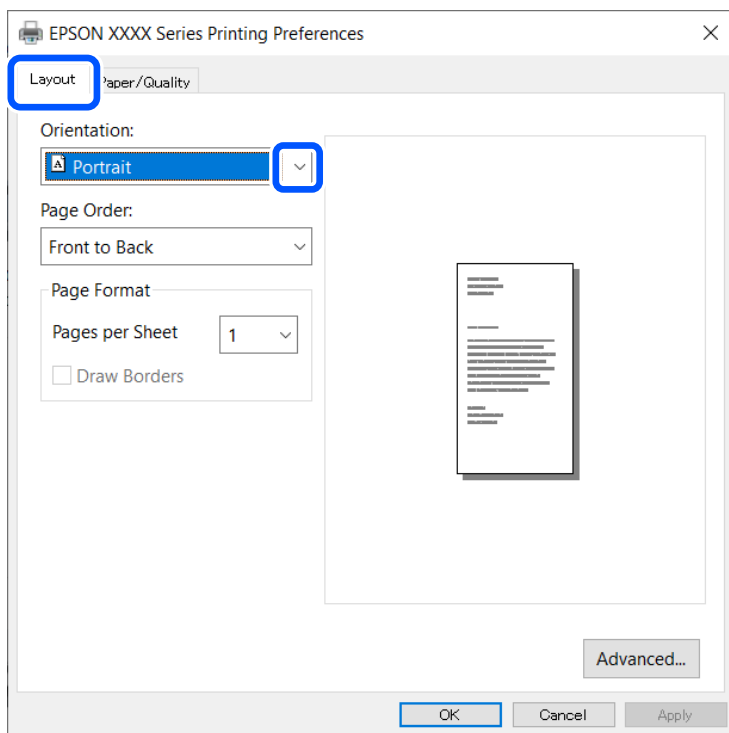 EPSON XXXX Series Printing Preferences
Layout
Paper/Quality
Orientation:
Portrait
Page Order:
Front to Back
Page Format
Pages per Sheet 1
Draw Borders
Advanced...
OK Cancel Apply